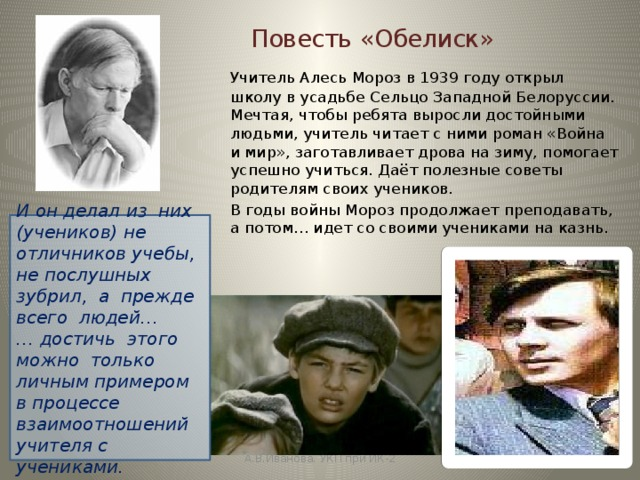 Повесть «Обелиск»
Учитель Алесь Мороз в 1939 году открыл
школу в усадьбе Сельцо Западной Белоруссии.
Мечтая, чтобы ребята выросли достойными
людьми, учитель читает с ними роман «Война
и мир», заготавливает дрова на зиму, помогает
успешно учиться. Даёт полезные советы
родителям своих учеников.
В годы войны Мороз продолжает преподавать,
а потом… идет со своими учениками на казнь.
И он делал из них
(учеников) не
отличников учебы,
не послушных
зубрил, а прежде
всего людей…
… достичь этого
можно только
личным примером
в процессе
взаимоотношений
учителя с
учениками.
А.В.Иванова, УКП при ИК-2